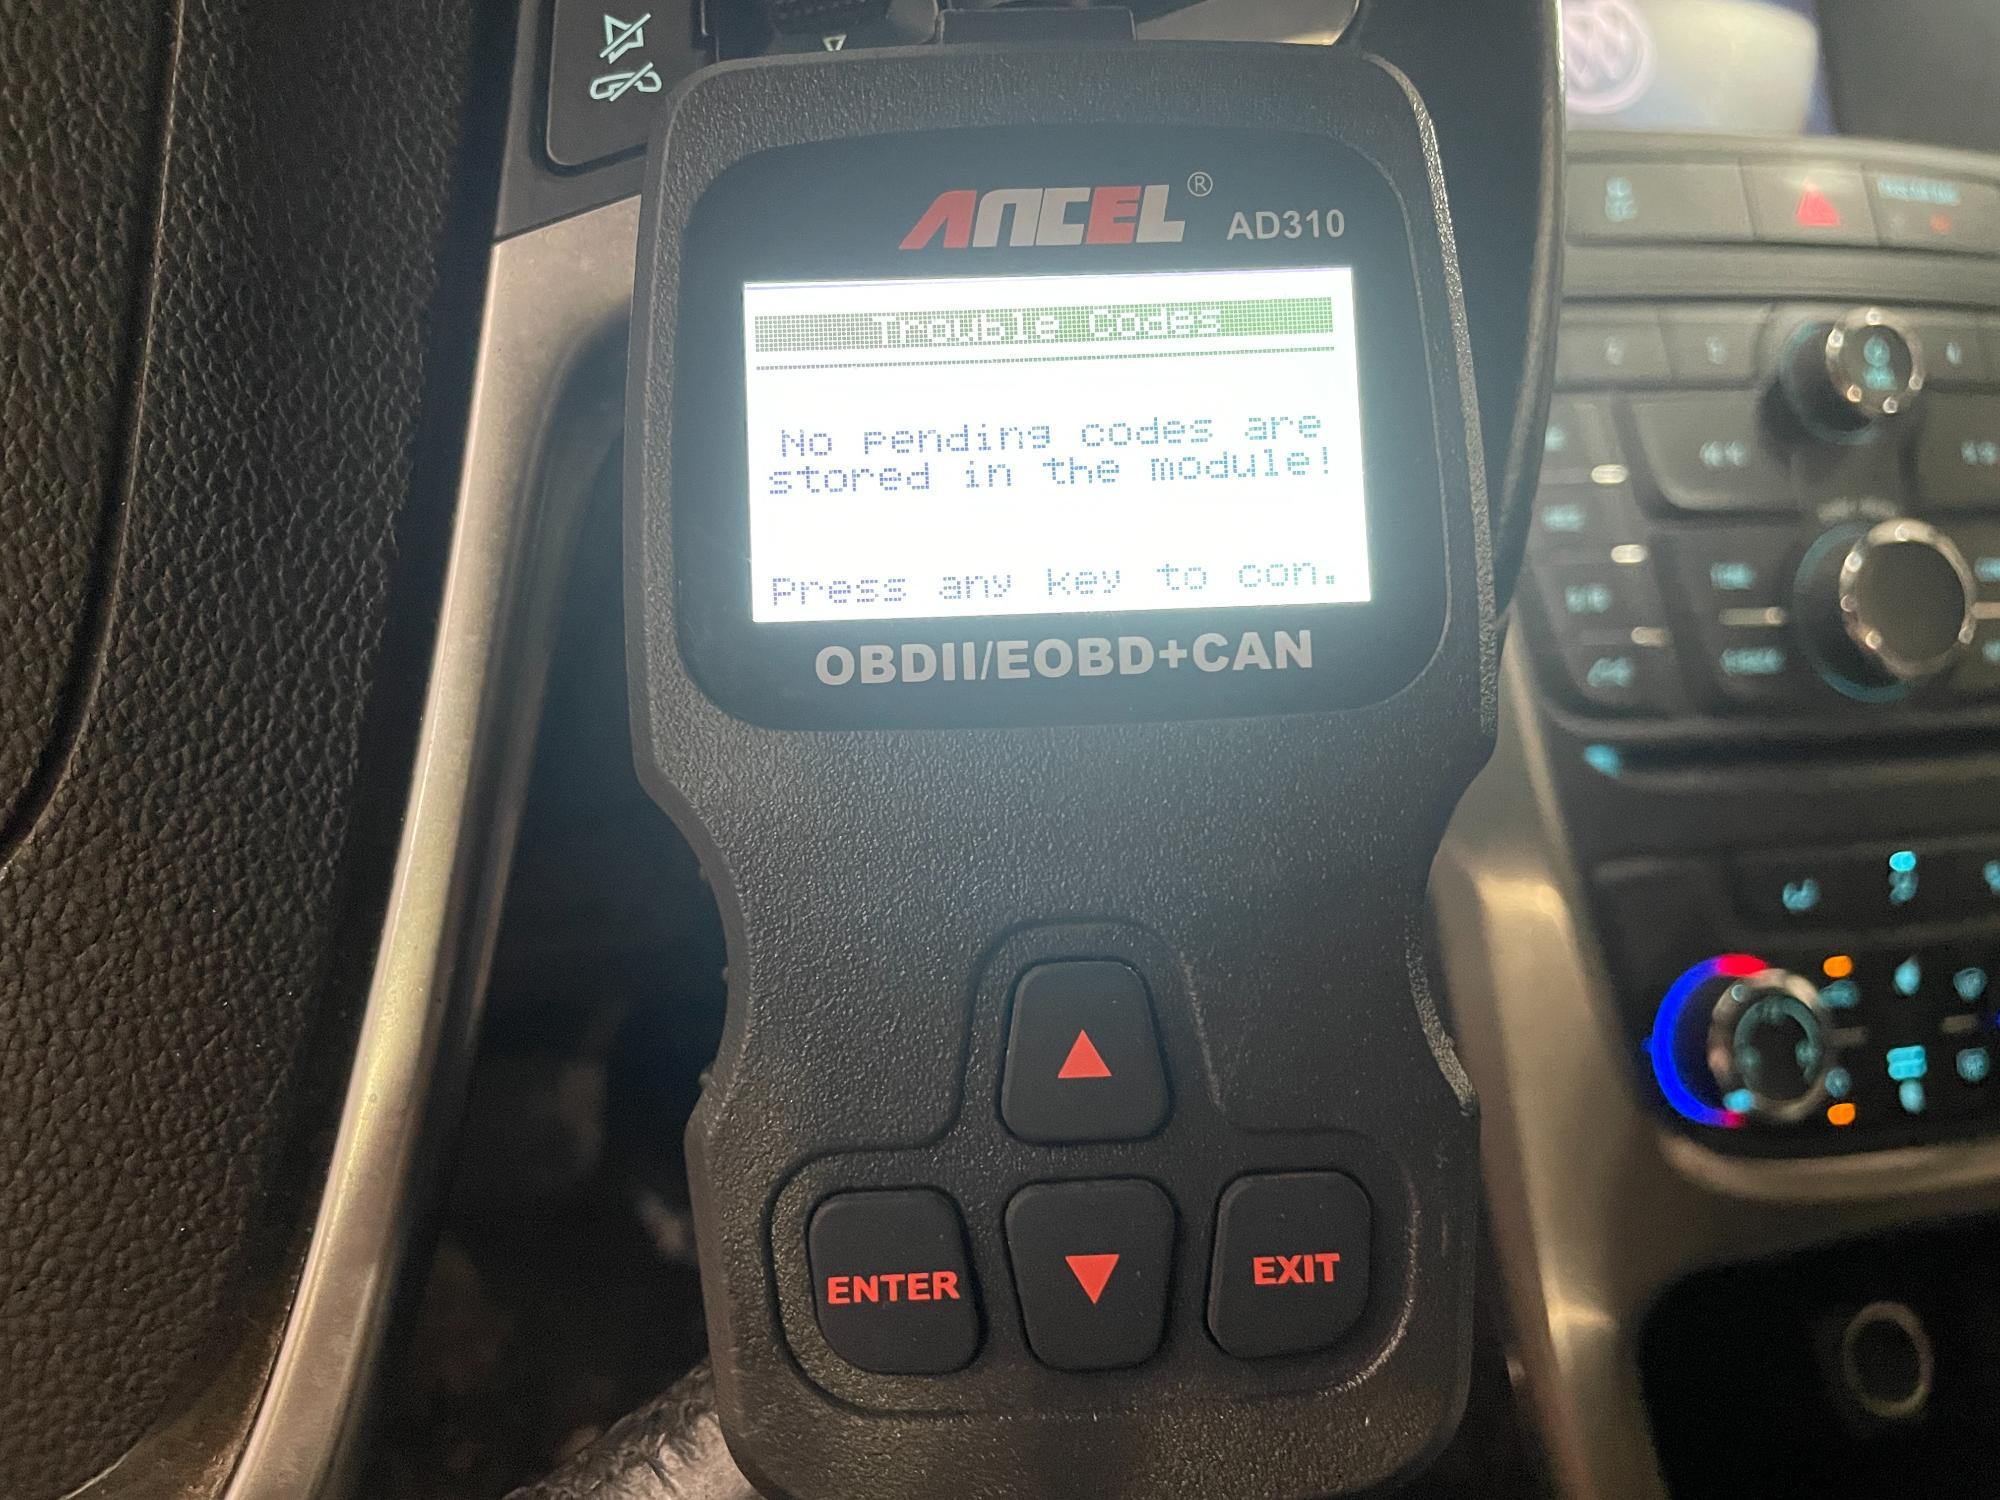 ANCEL® AD310
Trouble Codes
No pending codes are
stored in the module!
Press any key to con.
OBDII/EOBD+CAN
ENTER
EXIT